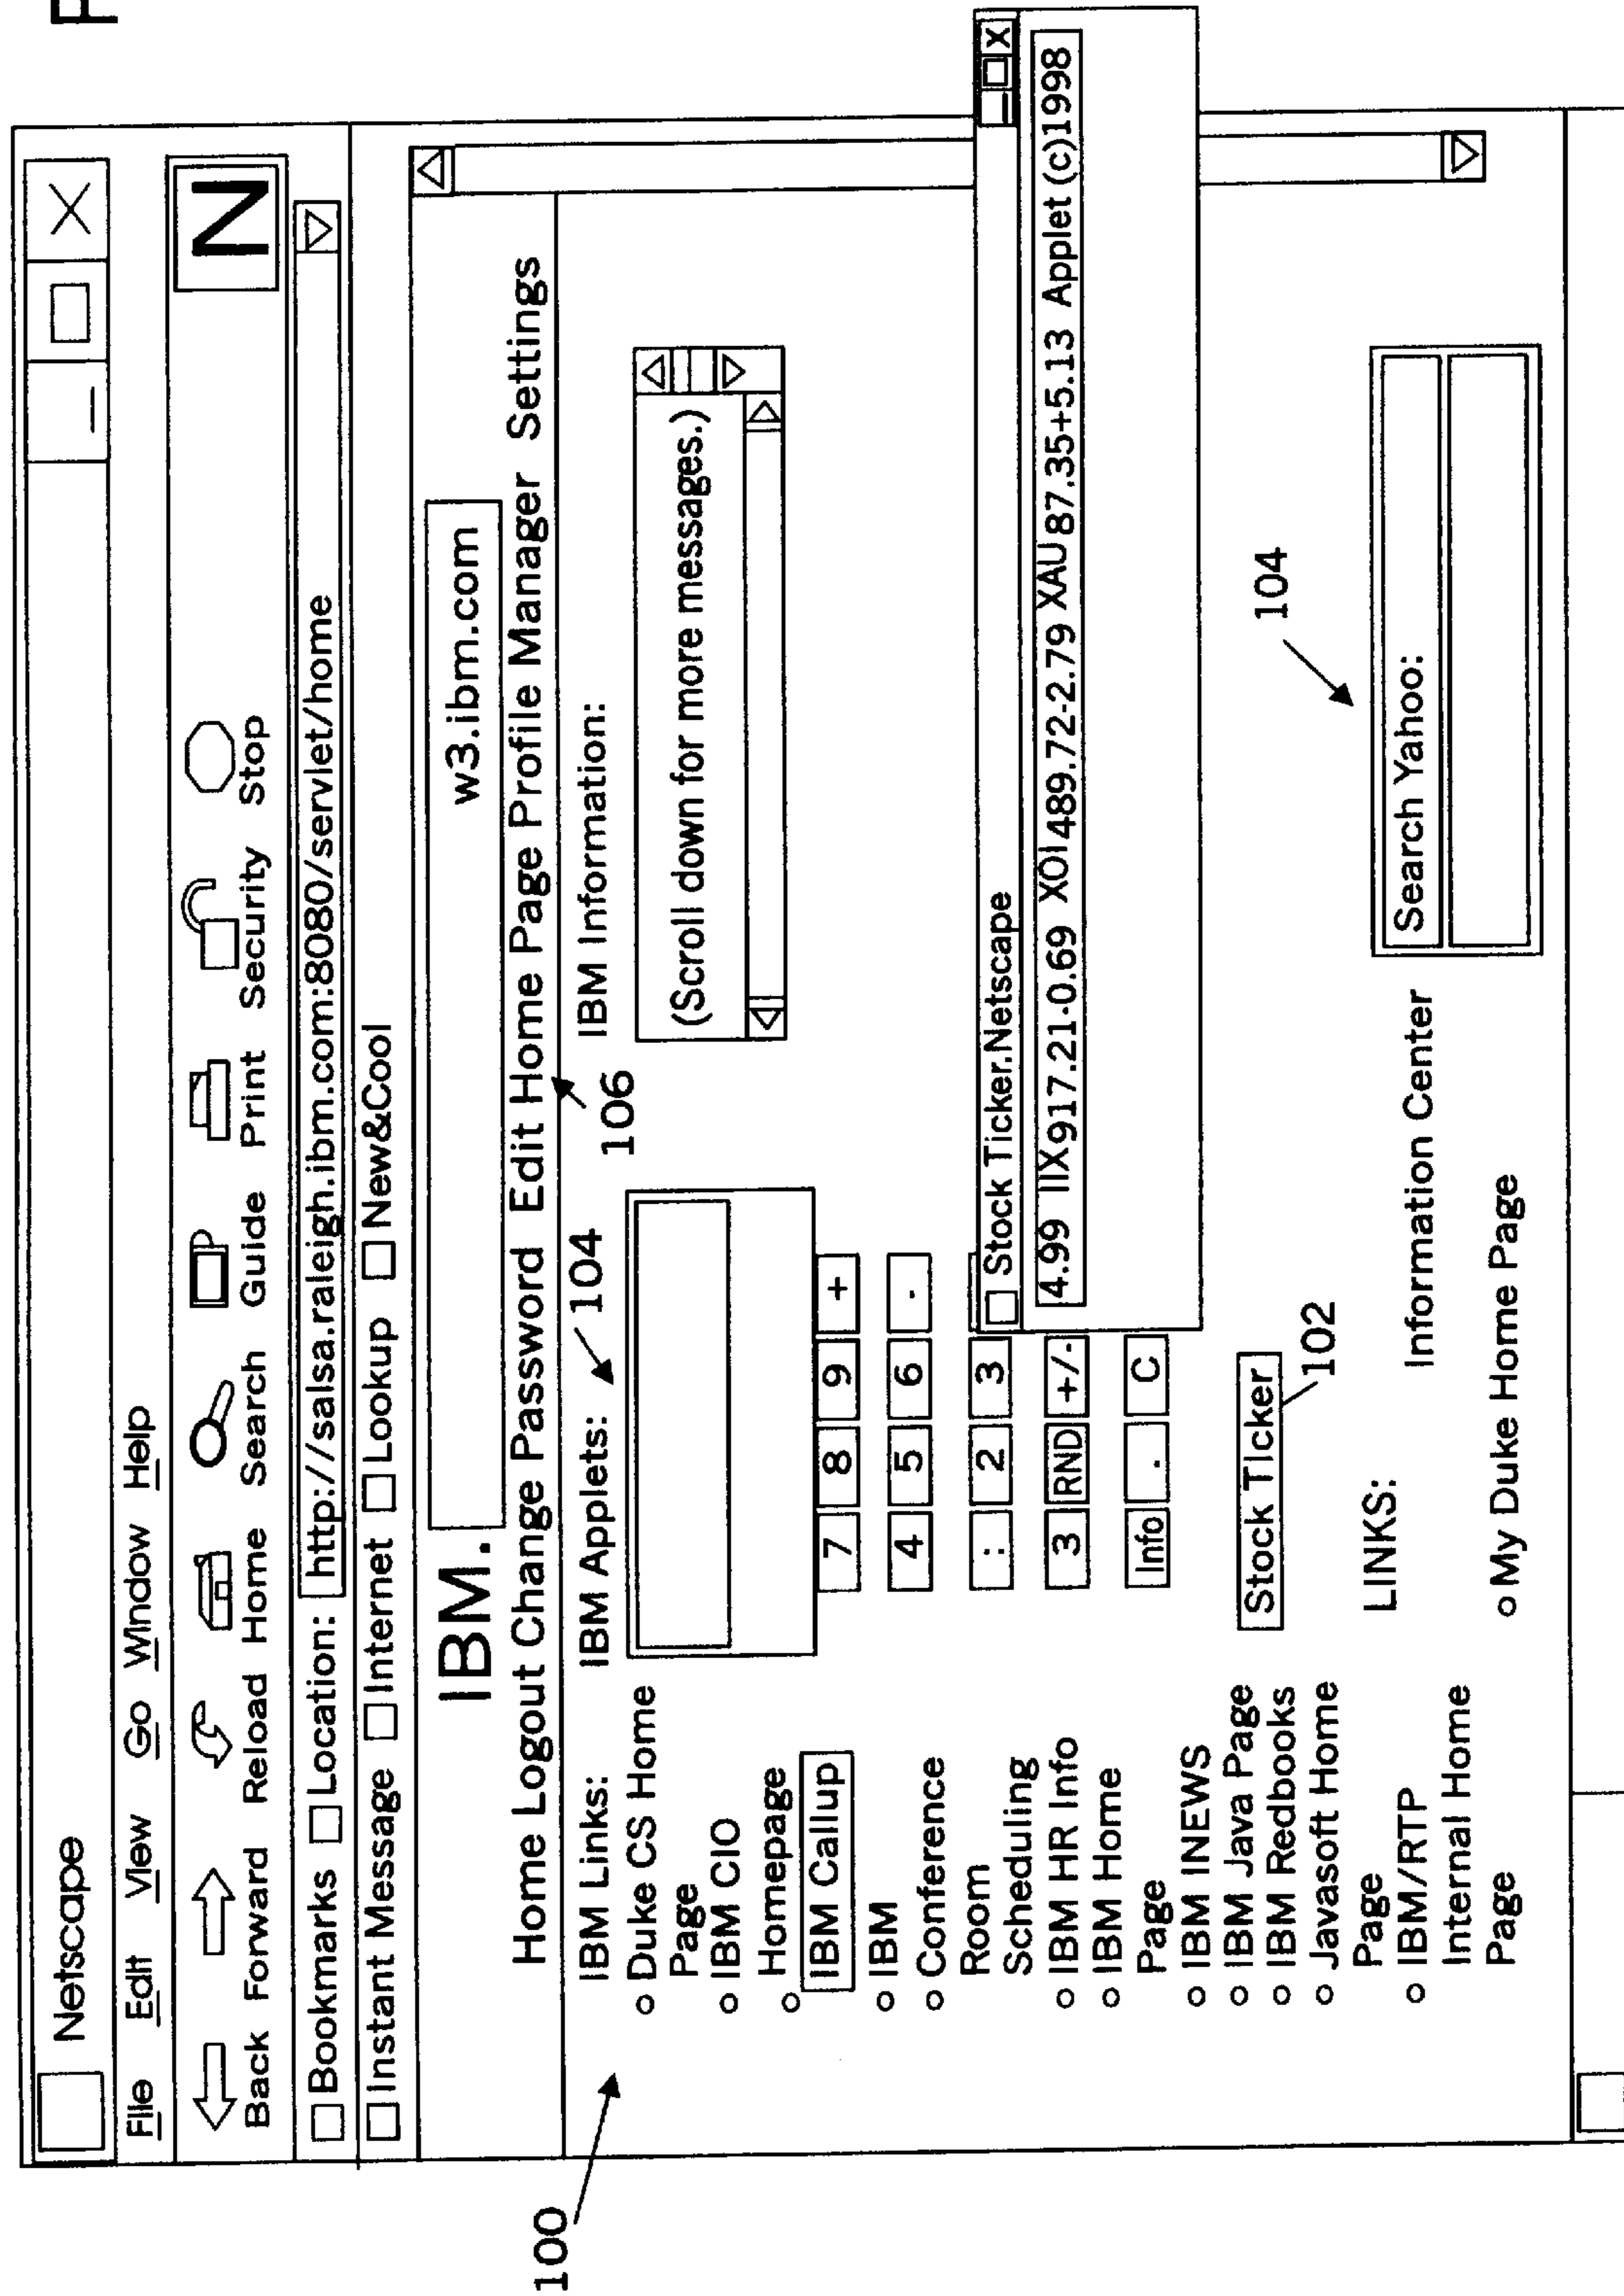 F
Netscape
File Edit View Go Window Help
Back Forward Reload Home Search Guide Print Security Stop
N
Bookmarks Location: http://salsa.raleigh.ibm.com:8080/servlet/home
Instant Message Internet Lookup New&Cool
IBM. w3.ibm.com
Home Logout Change Password Edit Home Page Profile Manager Settings
100
IBM Links:
o Duke CS Home
Page
o IBM CIO
Homepage
o IBM Callup
o IBM
o Conference
Room
Scheduling
o IBM HR Info
o IBM Home
Page
o IBM INEWS
o IBM Java Page
o IBM Redbooks
o Javasoft Home
Page
o IBM/RTP
Internal Home
Page
IBM Applets:
104
7 8 9 +
4 5 6 -
: 2 3
3 RND +/-
Info . C
Stock Ticker
102
106
IBM Information:
(Scroll down for more messages.)
Stock Ticker.Netscape
X
4.99 IIX917.21-0.69 XOI489.72-2.79 XAU87.35+5.13 Applet (c)1998
LINKS:
Information Center
o My Duke Home Page
104
Search Yahoo: